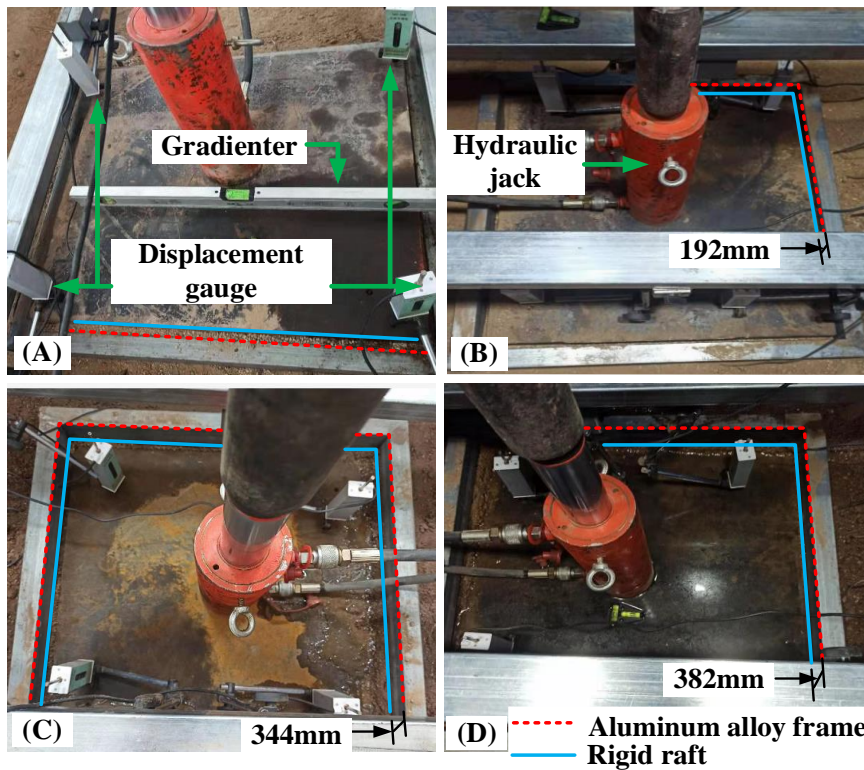 Gradienter
Displacement
gauge
(A)
Hydraulic
jack
192mm
(B)
(C)
344mm
382mm
(D)
Aluminum alloy frame
Rigid raft